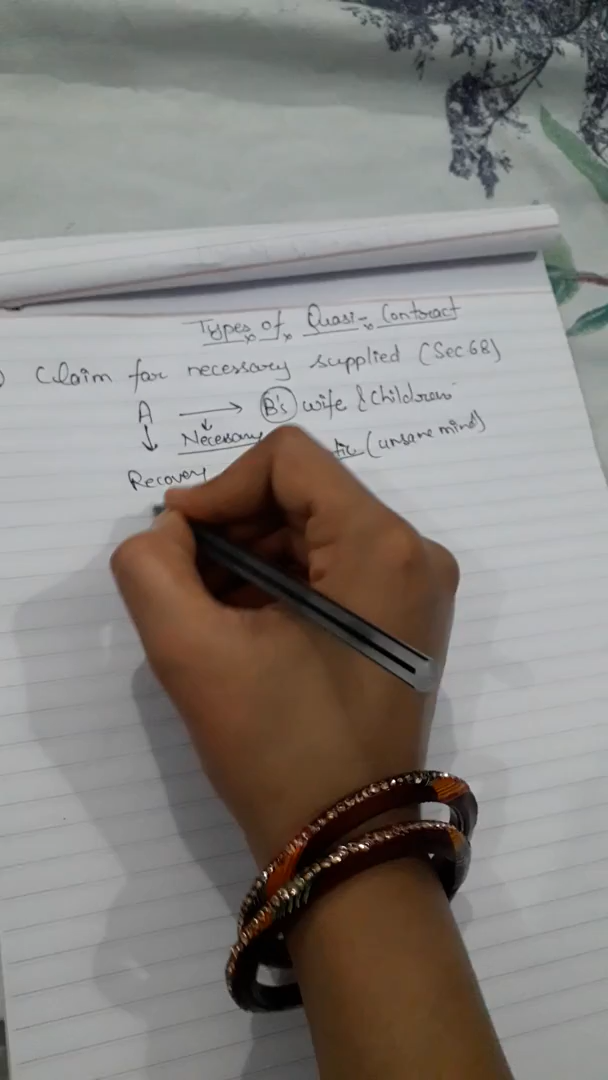 Types of Quasi- Contract
Claim for necessary supplied (Sec 68)
A → B's wife & Children
Necessary (unsane mind)
Recovery